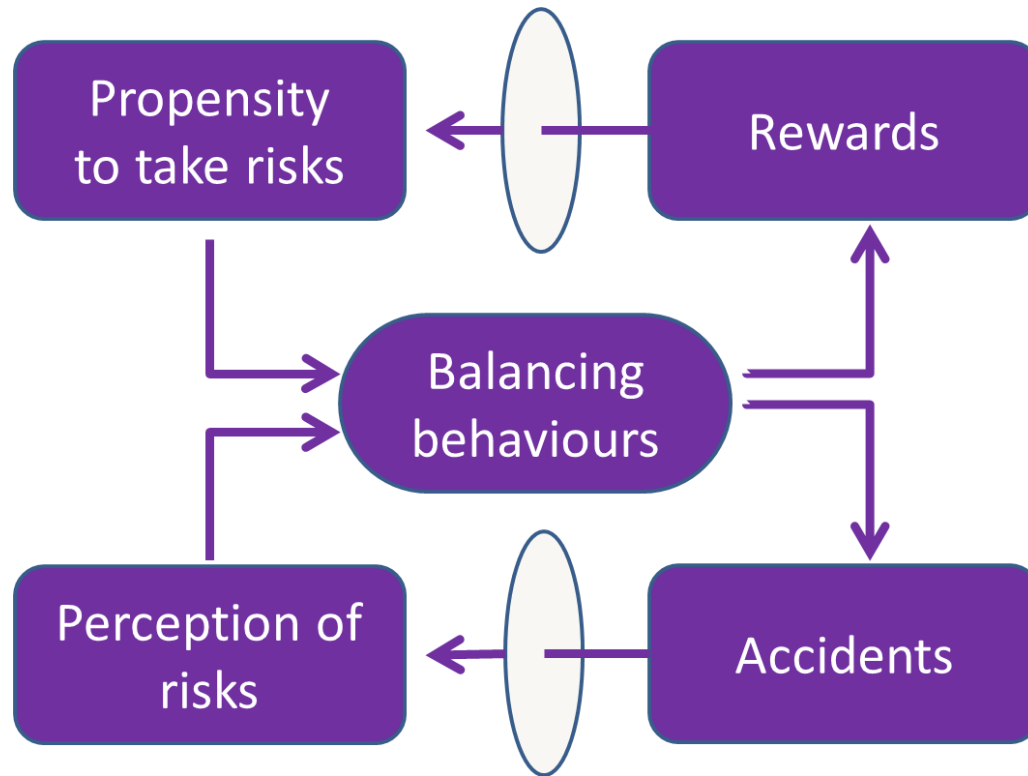 Propensity
to take risks
Rewards
Balancing
behaviours
Perception of
risks
Accidents